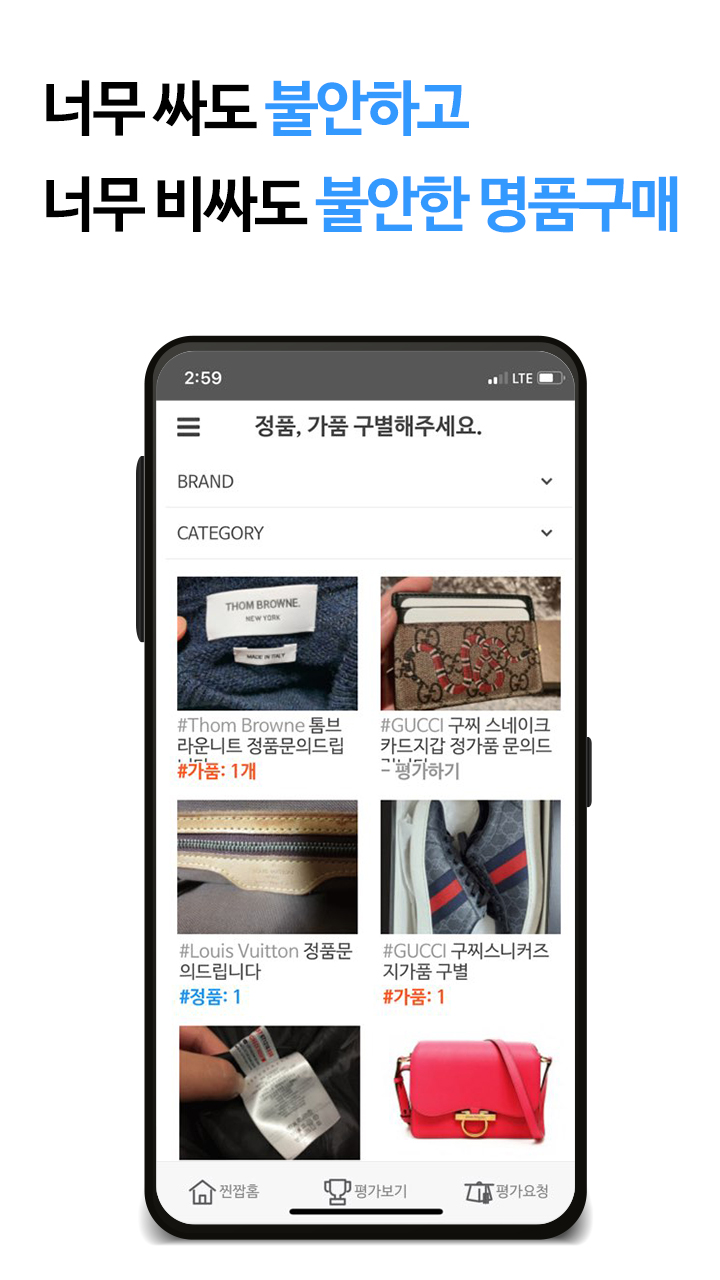 너무 싸도 불안하고
너무 비싸도 불안한 명품구매
2:59
LTE
정품, 가품 구별해주세요.
BRAND
CATEGORY
THOM BROWNE.
NEW YORK
MADE IN ITALY
#Thom Browne 톰브
라운니트 정품문의드립
#가품: 1개
#GUCCI 구찌 스네이크
카드지갑 정가품 문의드
- 평가하기
#Louis Vuitton 정품문
의드립니다
#정품: 1
#GUCCI 구찌스니커즈
지가품 구별
#가품: 1
찐짭홈
평가보기
평가요청